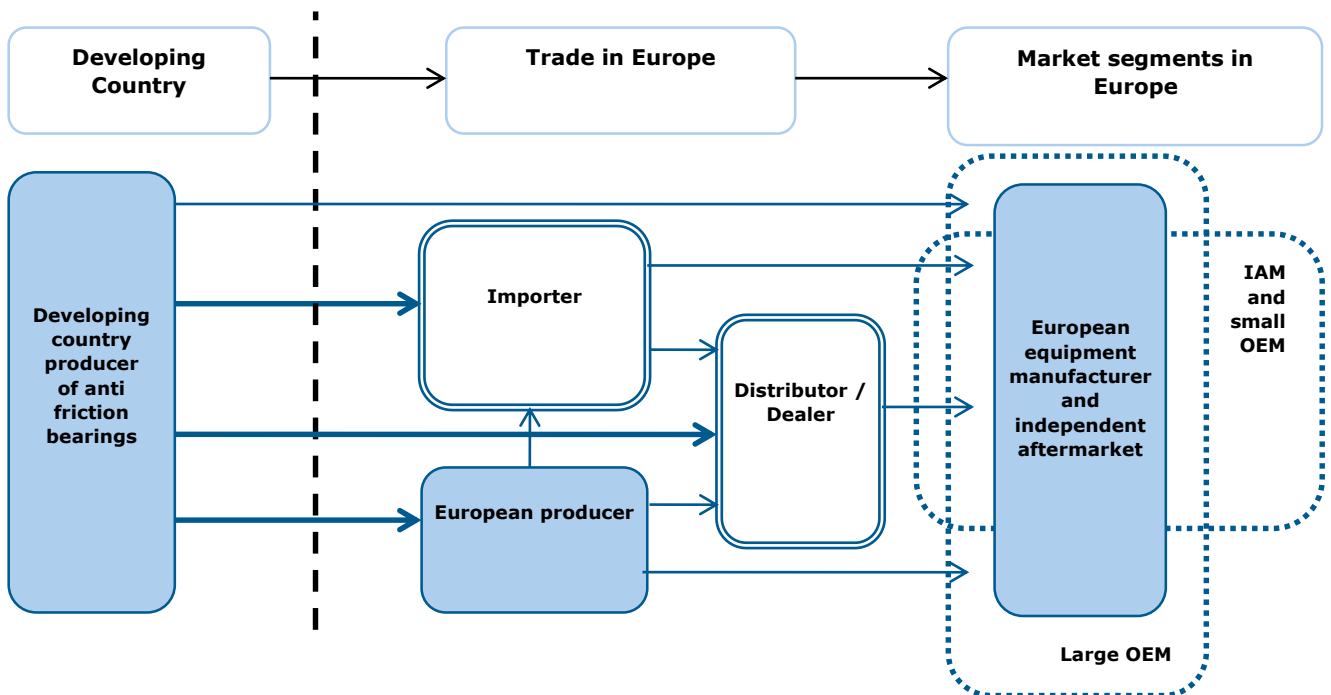 Developing
Country
Trade in Europe
Market segments in
Europe
Developing
country
producer
of anti
friction
bearings
Importer
European producer
Distributor /
Dealer
European
equipment
manufacturer
and
independent
aftermarket
IAM
and
small
OEM
Large OEM